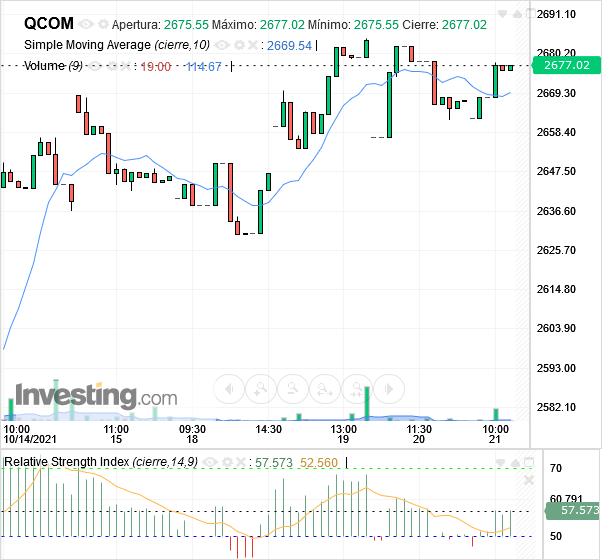 QCOM Apertura: 2675.55 Máximo: 2677.02 Mínimo: 2675.55 Cierre: 2677.02
Simple Moving Average (cierre,10) : 2669.54
Volume (9) : 19.00 114.67
2691.10
2680.20
2677.02
2669.30
2658.40
2647.50
2636.60
2625.70
2614.80
2603.90
2593.00
2582.10
Investing.com
10:00 11:00 09:30 14:30 10:00 11:30 10:00
10/14/2021 15 18 19 20 21
Relative Strength Index (cierre,14,9) : 57.573 52.560
70
60.791
57.573
50